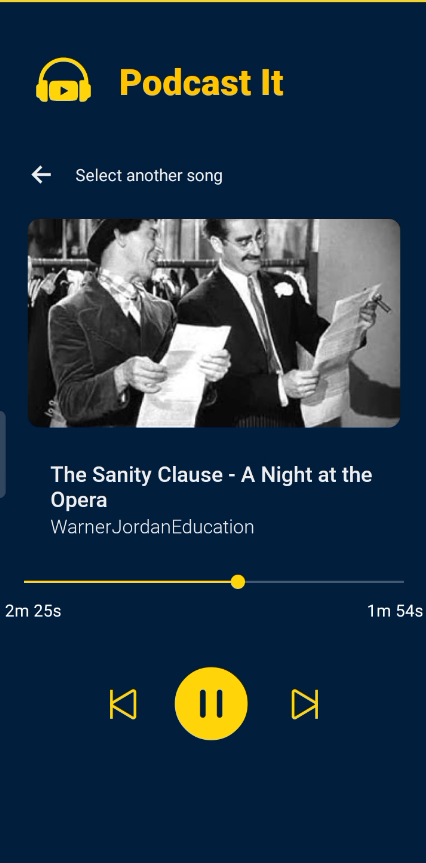 Podcast It
Select another song
The Sanity Clause - A Night at the
Opera
WarnerJordanEducation
2m 25s
1m 54s